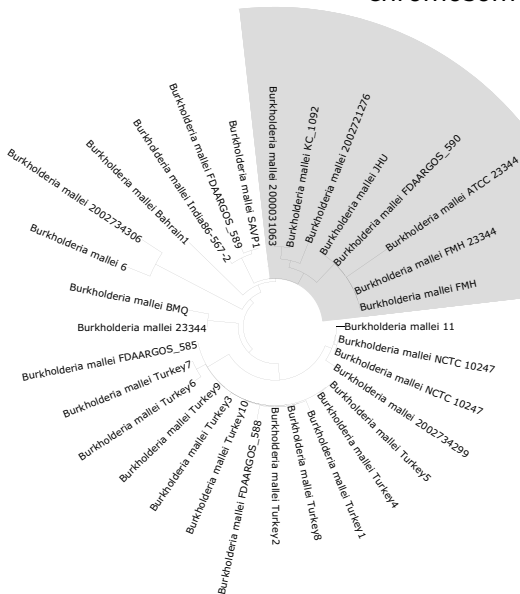 Burkholderia mallei SAVP1
Burkholderia mallei 2000031063
Burkholderia mallei KC_1092
Burkholderia mallei 2002721276
Burkholderia mallei JHU
Burkholderia mallei FDAARGOS_590
Burkholderia mallei ATCC 23344
Burkholderia mallei FMH 23344
Burkholderia mallei FMH
Burkholderia mallei 11
Burkholderia mallei NCTC 10247
Burkholderia mallei NCTC 10247
Burkholderia mallei 2002734299
Burkholderia mallei Turkey5
Burkholderia mallei Turkey4
Burkholderia mallei Turkey1
Burkholderia mallei Turkey8
Burkholderia mallei Turkey2
Burkholderia mallei FDAARGOS_588
Burkholderia mallei Turkey10
Burkholderia mallei Turkey3
Burkholderia mallei Turkey9
Burkholderia mallei Turkey6
Burkholderia mallei Turkey7
Burkholderia mallei FDAARGOS_585
Burkholderia mallei 23344
Burkholderia mallei BMQ
Burkholderia mallei 6
Burkholderia mallei 2002734306
Burkholderia mallei Bahrain1
Burkholderia mallei India86-567-2
Burkholderia mallei FDAARGOS_589